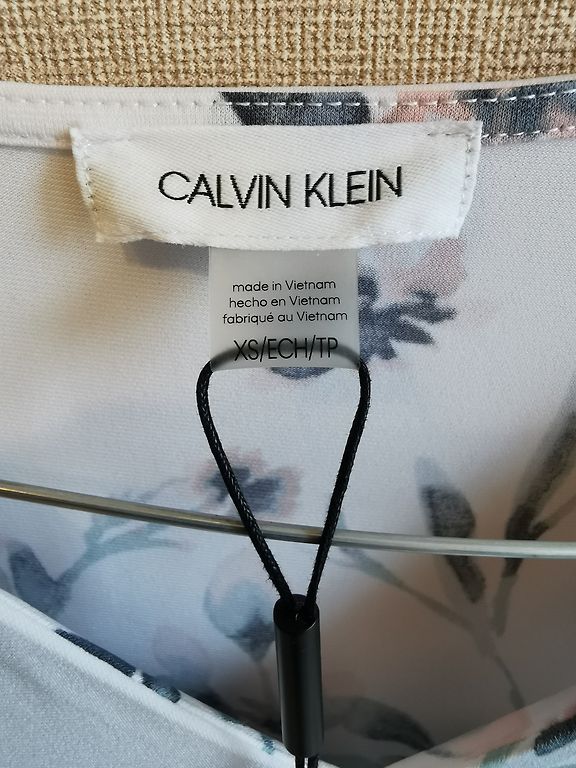 CALVIN KLEIN
made in Vietnam
hecho en Vietnam
fabriqué au Vietnam
XS/ECH/TP